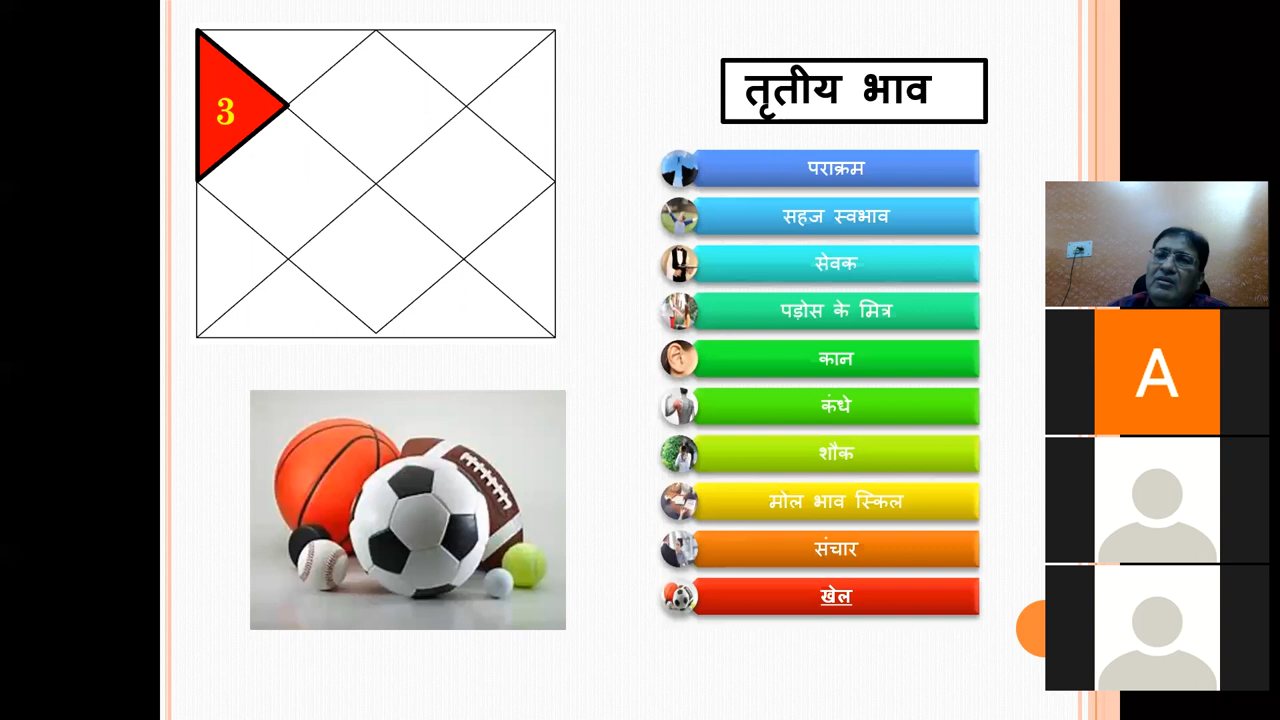 3
तृतीय भाव
पराक्रम
सहज स्वभाव
सेवक
पड़ोस के मित्र
कान
कंधे
शौक
मोल भाव स्किल
संचार
खेल
A